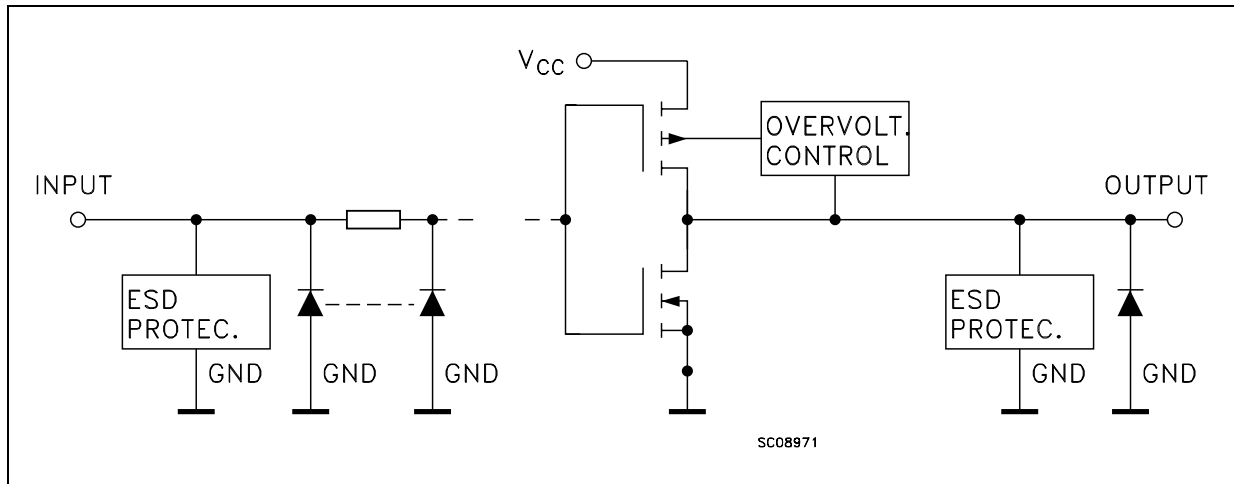 VCC
OVERVOLT.
CONTROL
INPUT
OUTPUT
ESD
PROTEC.
ESD
PROTEC.
GND
GND
GND
GND
GND
SC08971